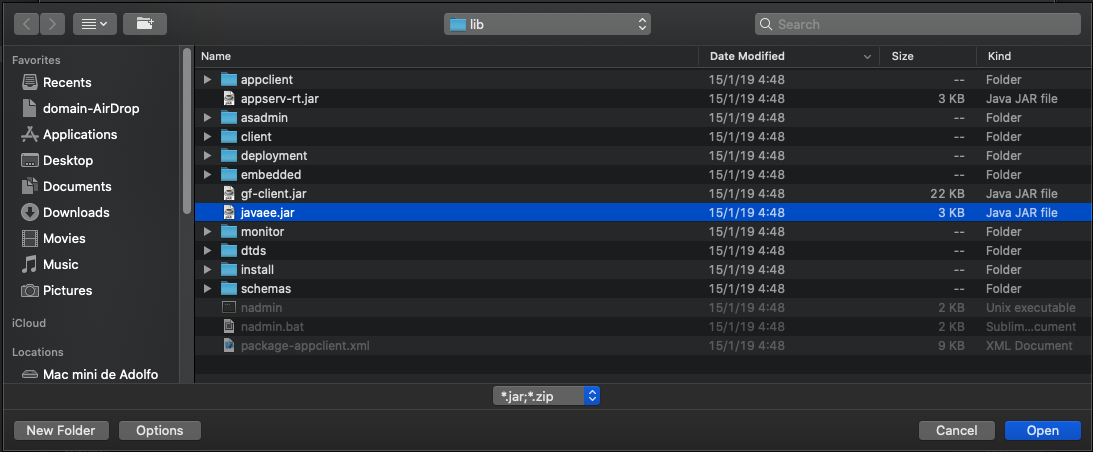 lib
Search
Favorites
Recents
domain-AirDrop
Applications
Desktop
Documents
Downloads
Movies
Music
Pictures
iCloud
Locations
Mac mini de Adolfo
Name Date Modified Size Kind
appclient 15/1/19 4:48 -- Folder
appserv-rt.jar 15/1/19 4:48 3 KB Java JAR file
asadmin 15/1/19 4:48 -- Folder
client 15/1/19 4:48 -- Folder
deployment 15/1/19 4:48 -- Folder
embedded 15/1/19 4:48 -- Folder
gf-client.jar 15/1/19 4:48 22 KB Java JAR file
javaee.jar 15/1/19 4:48 3 KB Java JAR file
monitor 15/1/19 4:48 -- Folder
dtds 15/1/19 4:48 -- Folder
install 15/1/19 4:48 -- Folder
schemas 15/1/19 4:48 -- Folder
nadmin 15/1/19 4:48 2 KB Unix executable
nadmin.bat 15/1/19 4:48 2 KB Sublim...cument
package-appclient.xml 15/1/19 4:48 9 KB XML Document
*.jar;*.zip
New Folder Options Cancel Open